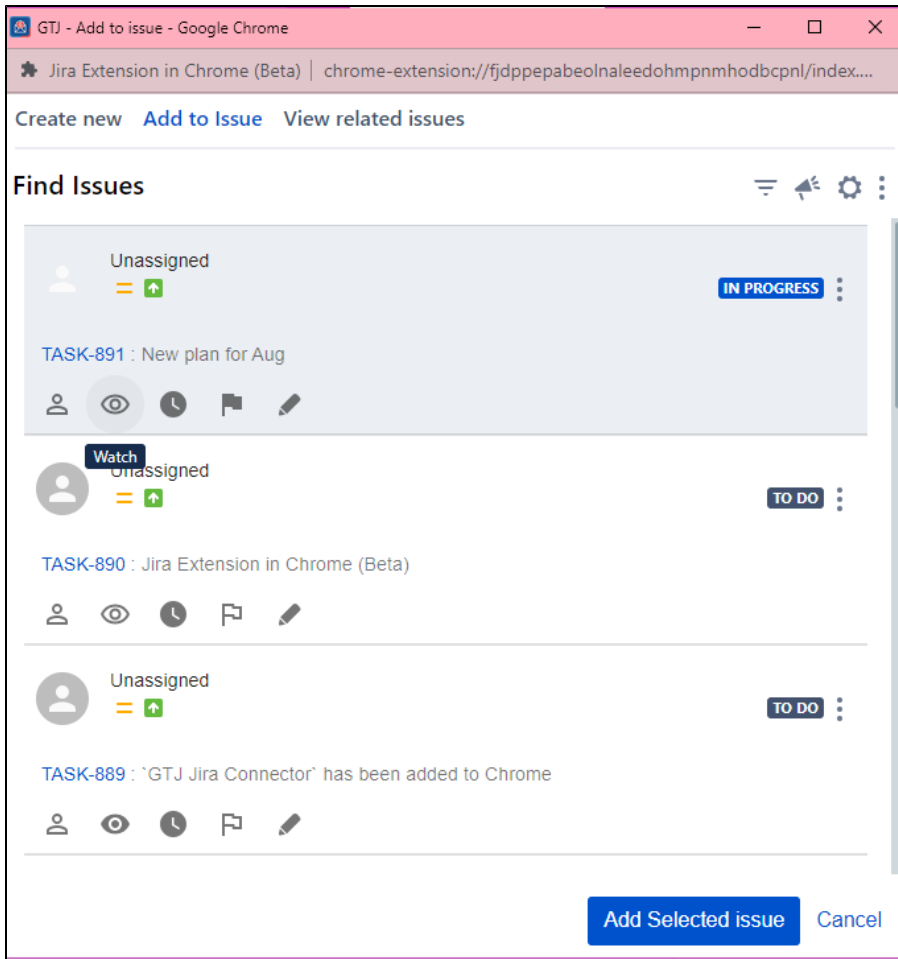 GTJ - Add to issue - Google Chrome
Jira Extension in Chrome (Beta) | chrome-extension://fjdppepabeolnaleedohmpnmhodbcpnl/index....
Create new Add to Issue View related issues
Find Issues
Unassigned
IN PROGRESS
TASK-891 : New plan for Aug
Watch
Unassigned
TO DO
TASK-890 : Jira Extension in Chrome (Beta)
Unassigned
TO DO
TASK-889 : `GTJ Jira Connector` has been added to Chrome
Add Selected issue Cancel